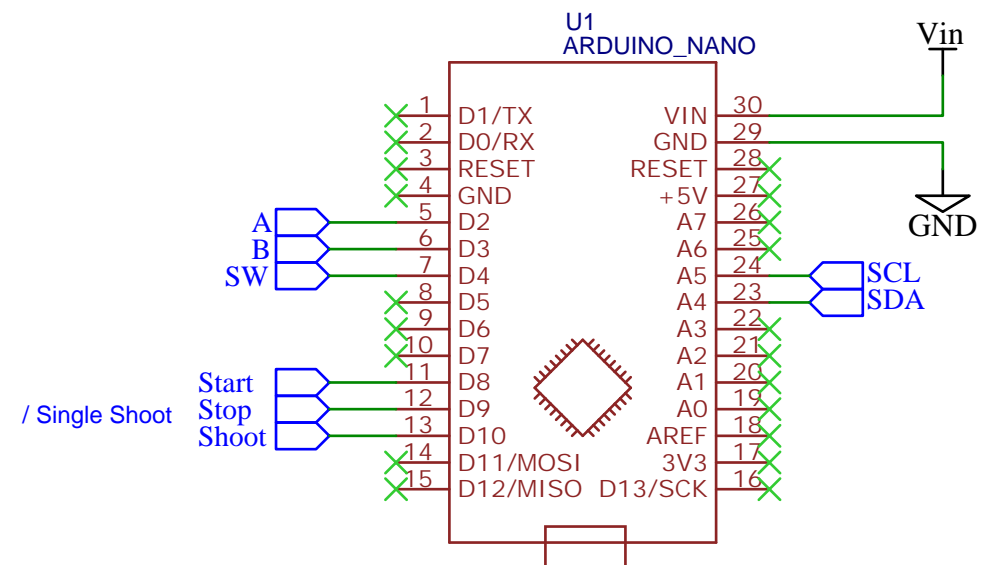 U1
ARDUINO_NANO
Vin
1 D1/TX VIN 30
2 D0/RX GND 29
3 RESET RESET 28
4 GND +5V 27
A 5 D2 A7 26
GND
B 6 D3 A6 25
SW 7 D4 A5 24 SCL
8 D5 A4 23 SDA
9 D6 A3 22
10 D7 A2 21
Start 11 D8 A1 20
/ Single Shoot Stop 12 D9 A0 19
Shoot 13 D10 AREF 18
14 D11/MOSI 3V3 17
15 D12/MISO D13/SCK 16